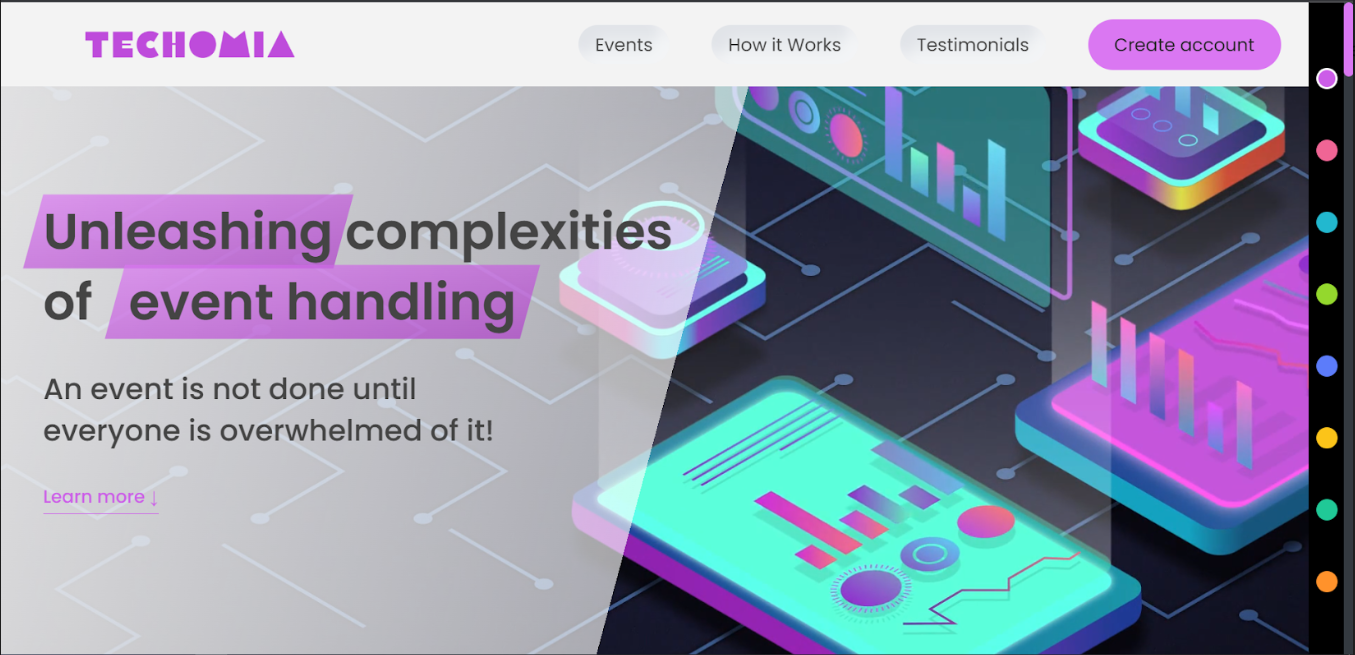 TECHOMIA
Events
How it Works
Testimonials
Create account
Unleashing complexities
of event handling
An event is not done until
everyone is overwhelmed of it!
Learn more ↓